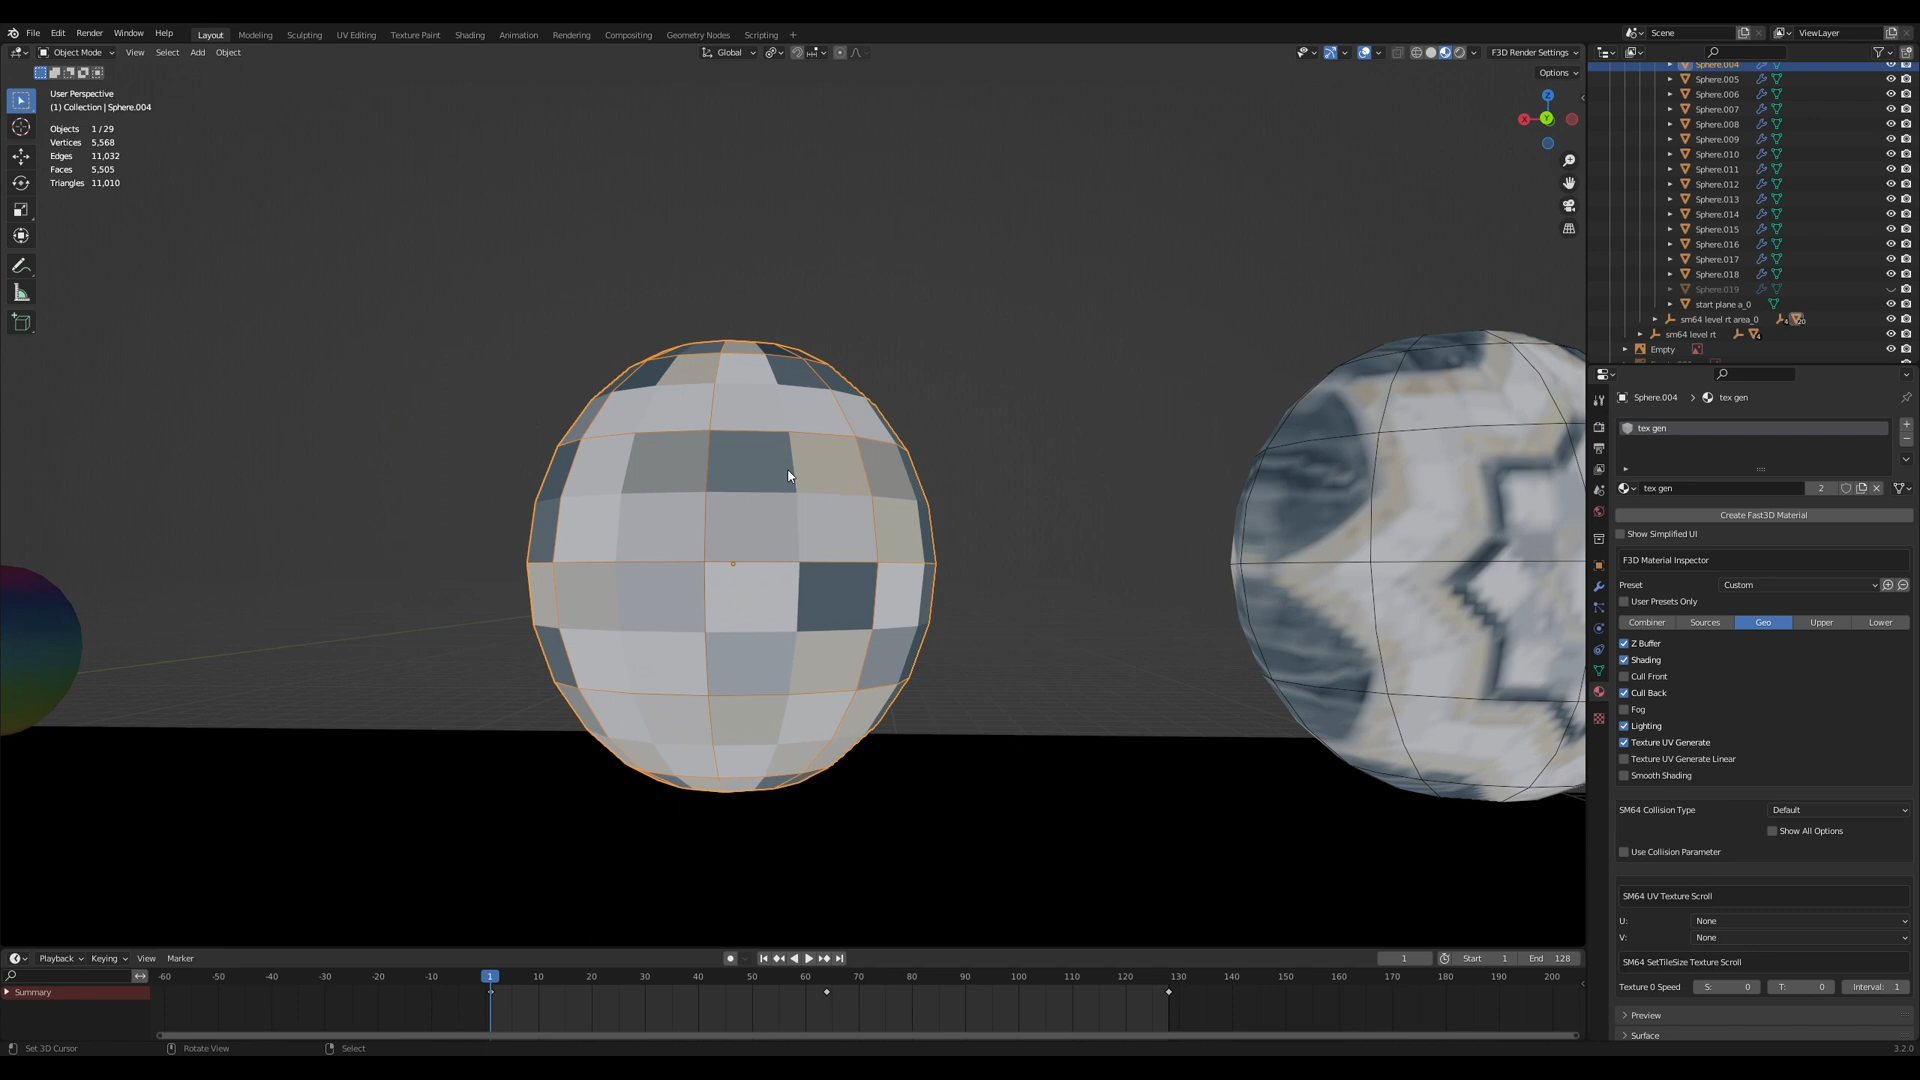 File Edit Render Window Help Layout Modeling Sculpting UV Editing Texture Paint Shading Animation Rendering Compositing Geometry Nodes Scripting + Scene ViewLayer
Object Mode View Select Add Object Global F3D Render Settings
Options
User Perspective
(1) Collection | Sphere.004
Objects 1/29
Vertices 5,568
Edges 11,032
Faces 5,505
Triangles 11,010
Z
X
Y
Sphere.004
Sphere.005
Sphere.006
Sphere.007
Sphere.008
Sphere.009
Sphere.010
Sphere.011
Sphere.012
Sphere.013
Sphere.014
Sphere.015
Sphere.016
Sphere.017
Sphere.018
Sphere.019
start plane a_0
sm64 level rt area_0 4 20
sm64 level rt 4
Empty
Sphere.004 > tex gen
tex gen
tex gen 2
Create Fast3D Material
Show Simplified UI
F3D Material Inspector
Preset Custom
User Presets Only
Combiner Sources Geo Upper Lower
Z Buffer
Shading
Cull Front
Cull Back
Fog
Lighting
Texture UV Generate
Texture UV Generate Linear
Smooth Shading
SM64 Collision Type Default
Show All Options
Use Collision Parameter
SM64 UV Texture Scroll
U: None
V: None
SM64 SetTileSize Texture Scroll
Texture 0 Speed S: 0 T: 0 Interval: 1
Preview
Surface
Playback Keying View Marker 1 Start 1 End 128
-60 -50 -40 -30 -20 -10 1 10 20 30 40 50 60 70 80 90 100 110 120 130 140 150 160 170 180 190 200
Summary
Set 3D Cursor Rotate View Select 3.2.0